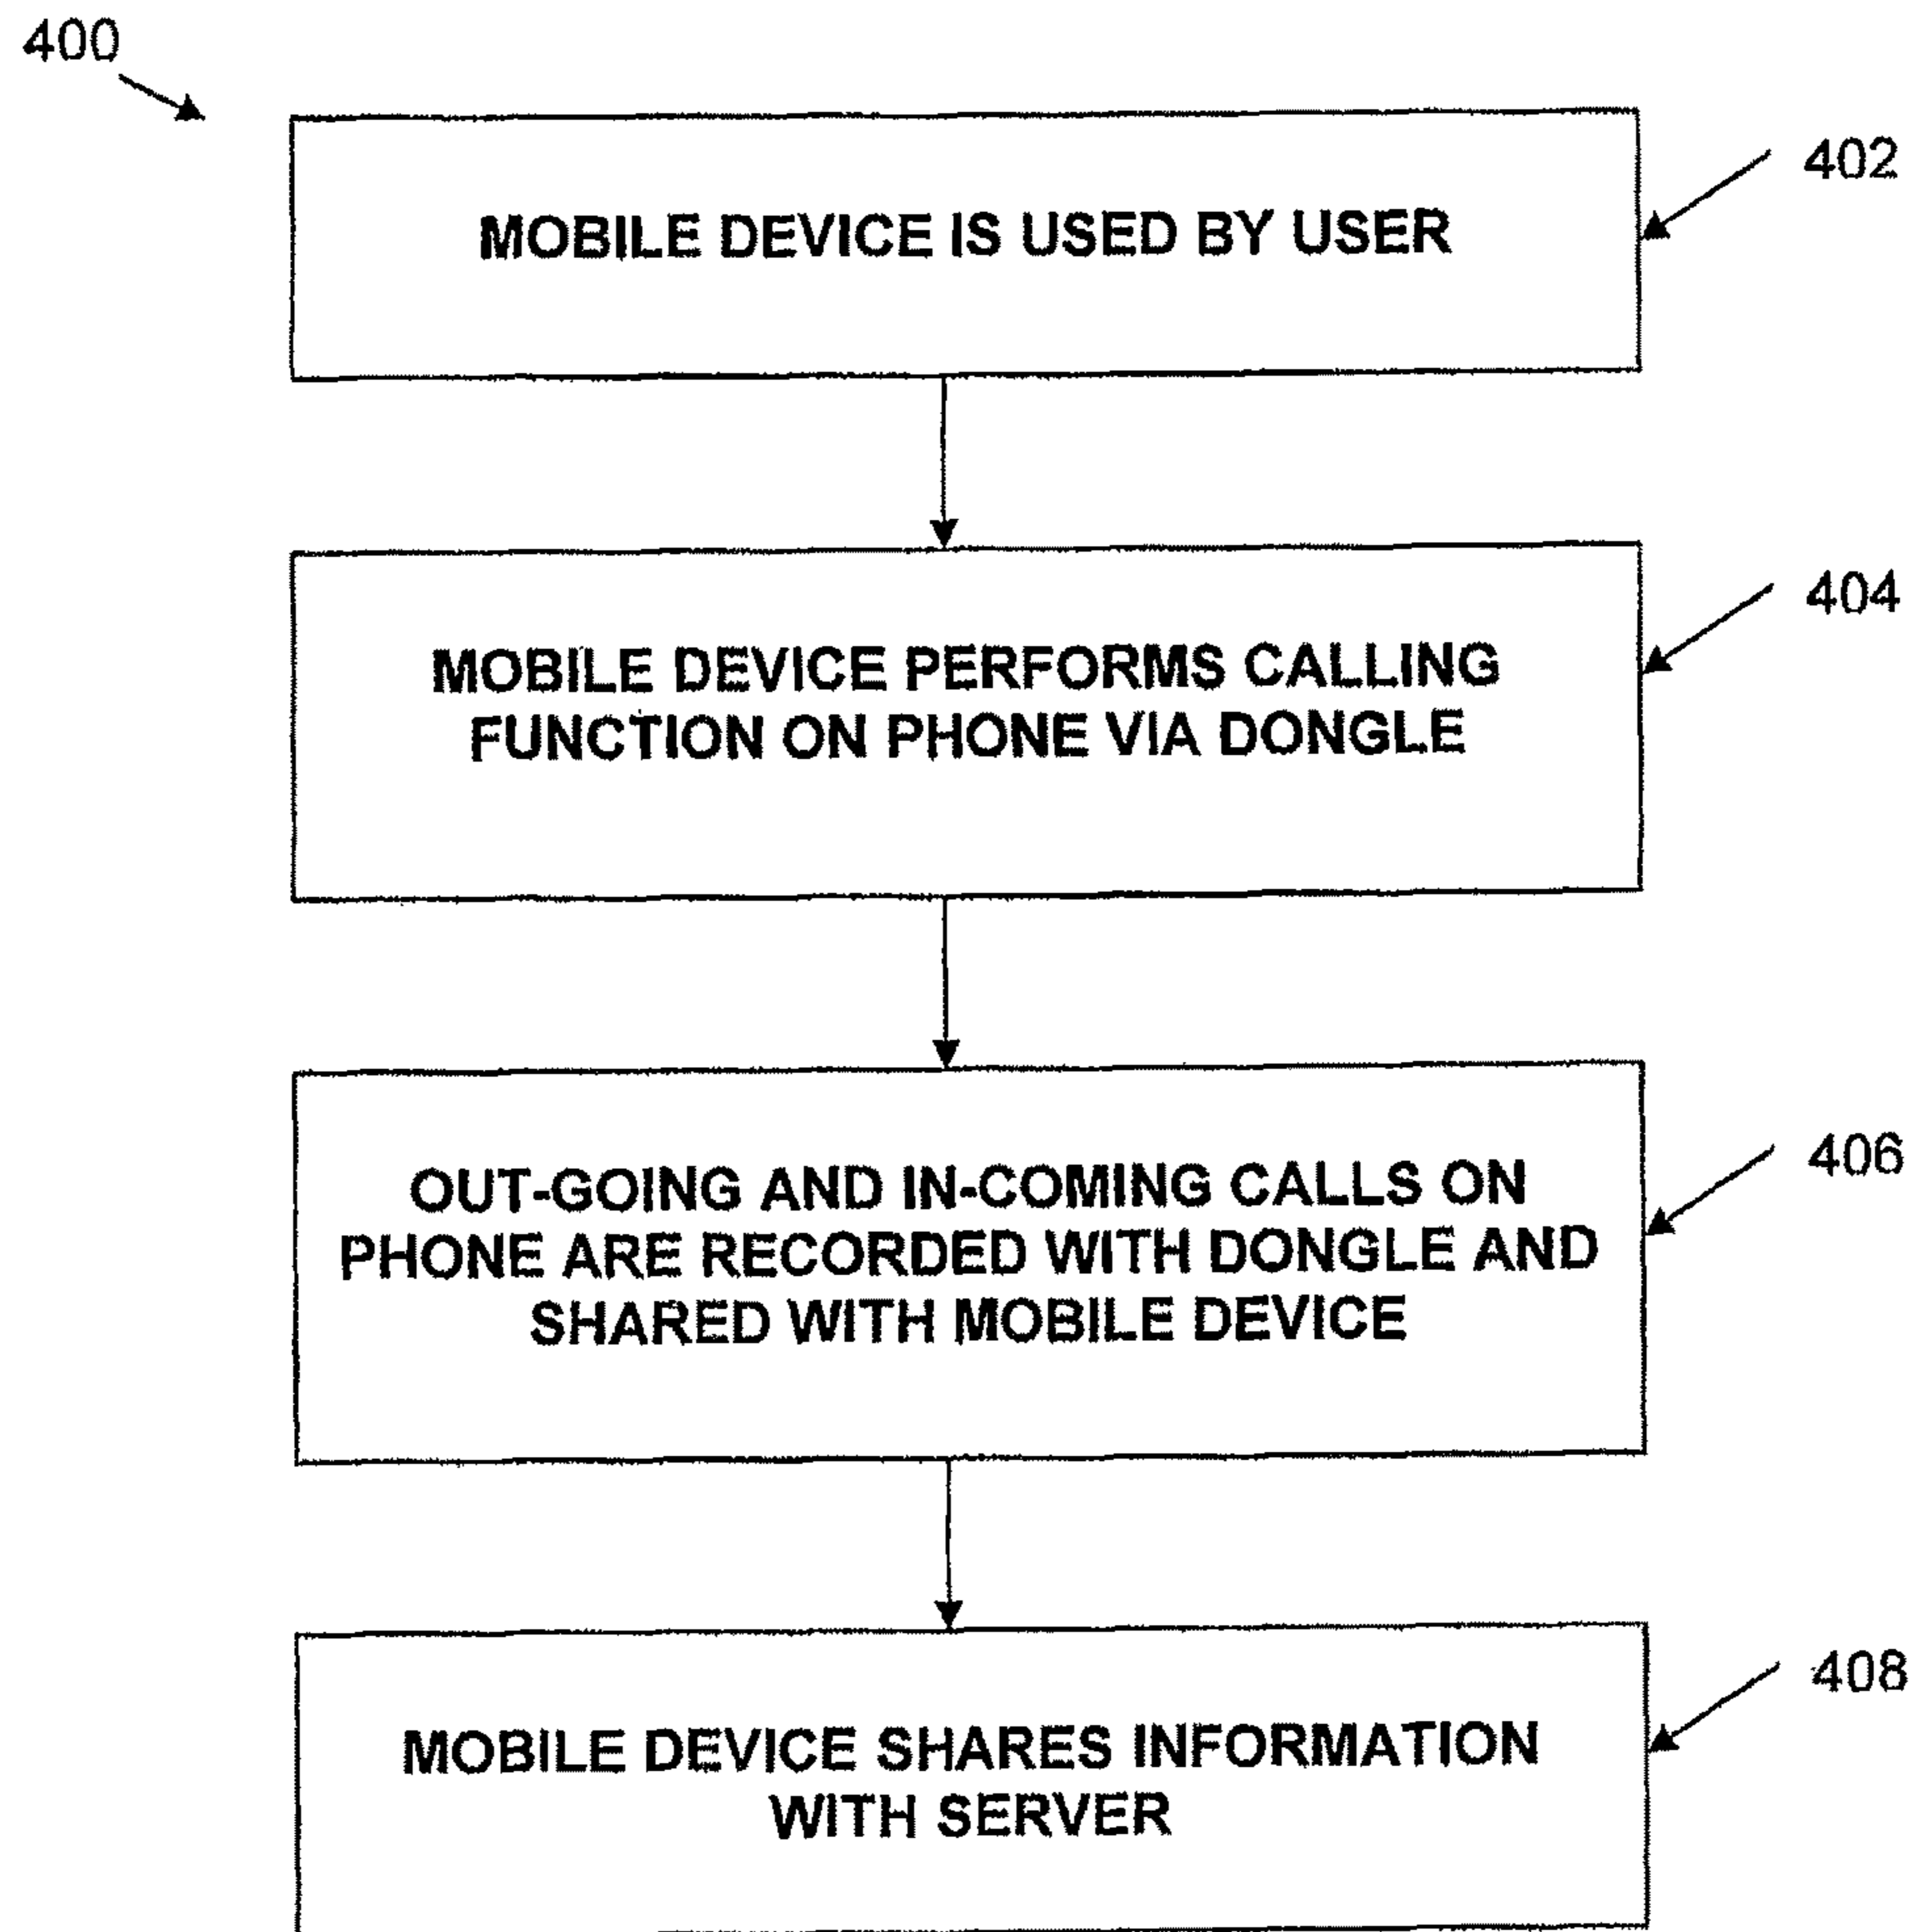 400
402
MOBILE DEVICE IS USED BY USER
404
MOBILE DEVICE PERFORMS CALLING
FUNCTION ON PHONE VIA DONGLE
406
OUT-GOING AND IN-COMING CALLS ON
PHONE ARE RECORDED WITH DONGLE AND
SHARED WITH MOBILE DEVICE
408
MOBILE DEVICE SHARES INFORMATION
WITH SERVER